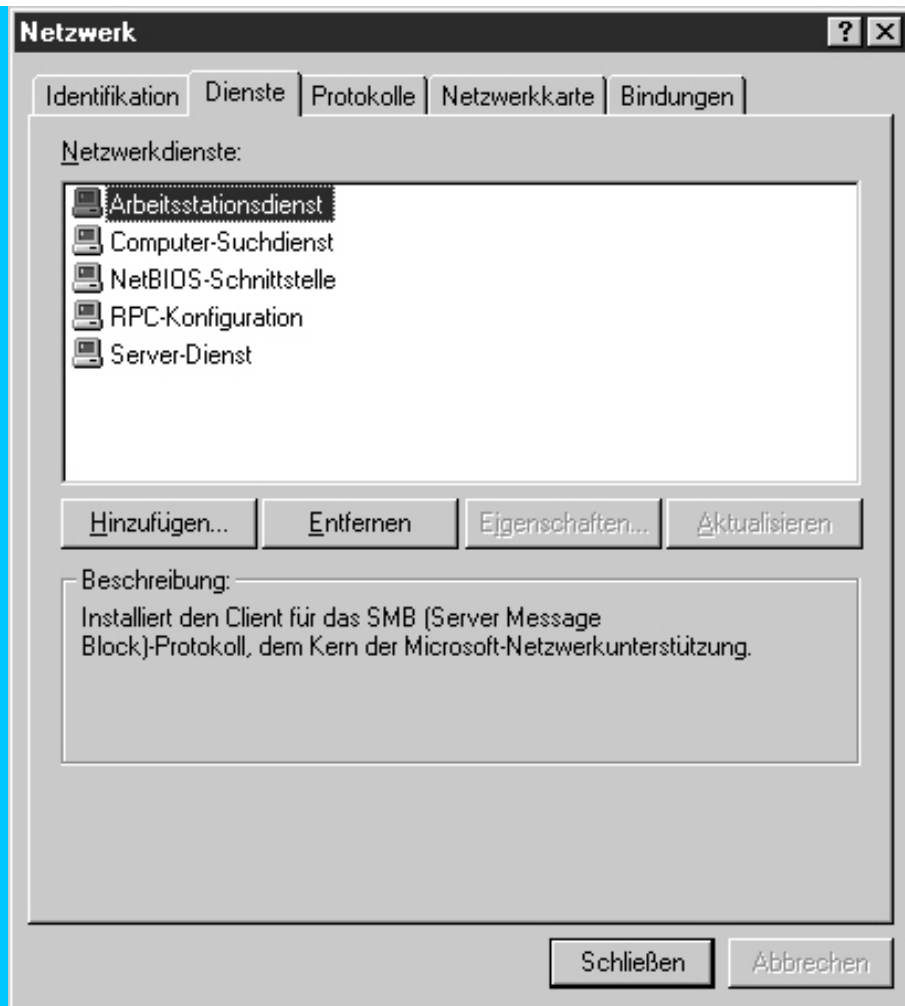 Netzwerk
Identifikation Dienste Protokolle Netzwerkkarte Bindungen
Netzwerkdienste:
Arbeitsstationsdienst
Computer-Suchdienst
NetBIOS-Schnittstelle
RPC-Konfiguration
Server-Dienst
Hinzufügen... Entfernen Eigenschaften... Aktualisieren
Beschreibung:
Installiert den Client für das SMB (Server Message
Block)-Protokoll, dem Kern der Microsoft-Netzwerkunterstützung.
Schließen Abbrechen